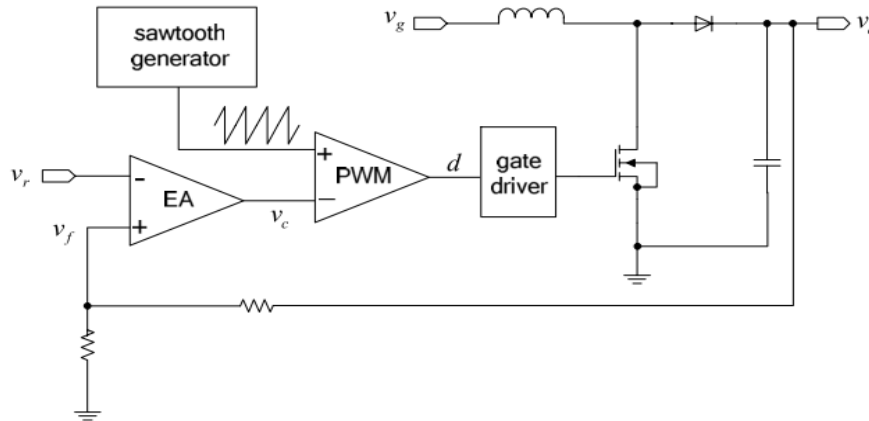 sawtooth
generator
v_g
v_r
-
+
EA
v_f
v_c
+
−
PWM
d
gate
driver